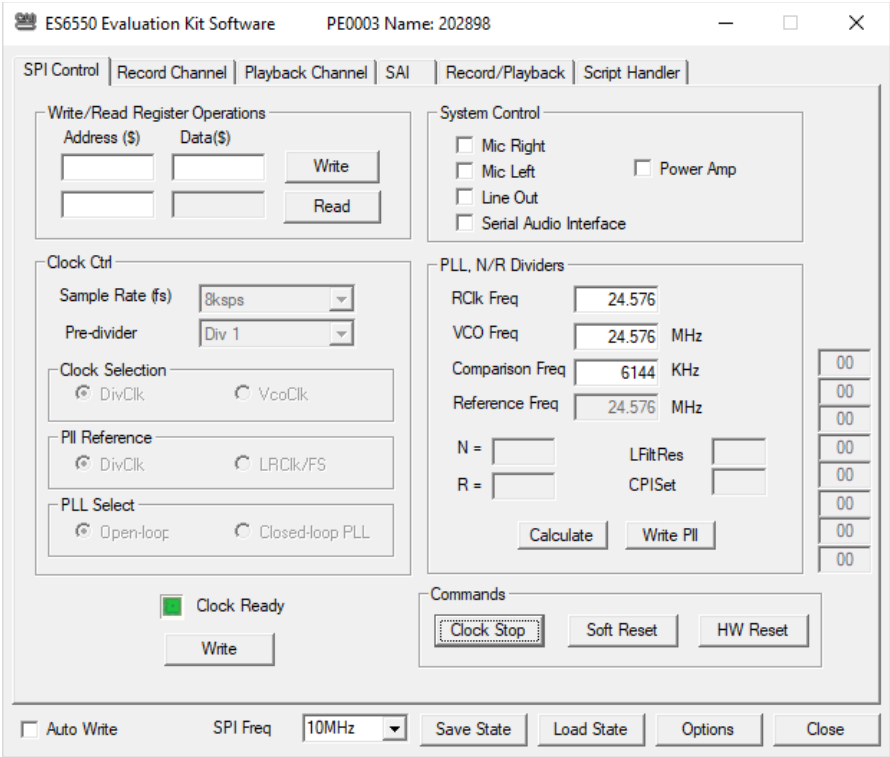 ES6550 Evaluation Kit Software PE0003 Name: 202898
SPI Control Record Channel Playback Channel SAI Record/Playback Script Handler
Write/Read Register Operations
Address ($) Data($)
Write
Read
System Control
Mic Right
Mic Left
Power Amp
Line Out
Serial Audio Interface
Clock Ctrl
Sample Rate (fs) 8ksps
Pre-divider Div 1
Clock Selection
DivClk VcoClk
Pll Reference
DivClk LRClk/FS
PLL Select
Open-loop Closed-loop PLL
Clock Ready
Write
PLL, N/R Dividers
RClk Freq 24.576
VCO Freq 24.576 MHz
Comparison Freq 6144 KHz
Reference Freq 24.576 MHz
N = LFiltRes
R = CPISet
Calculate Write Pll
00
00
00
00
00
00
00
00
Commands
Clock Stop Soft Reset HW Reset
Auto Write SPI Freq 10MHz Save State Load State Options Close